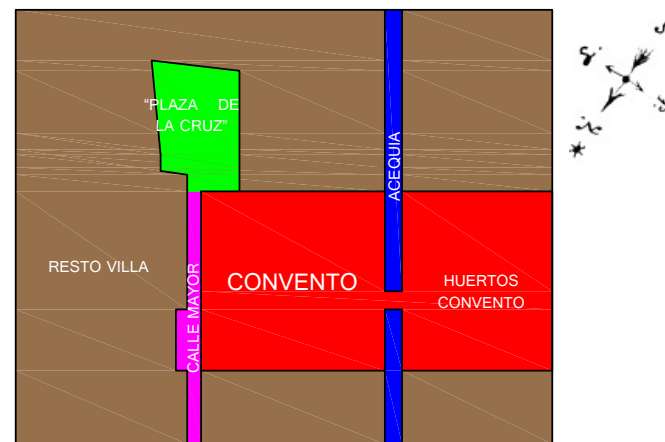 “PLAZA DE
LA CRUZ”
ACEQUIA
RESTO VILLA
CALLE MAYOR
CONVENTO
HUERTOS
CONVENTO